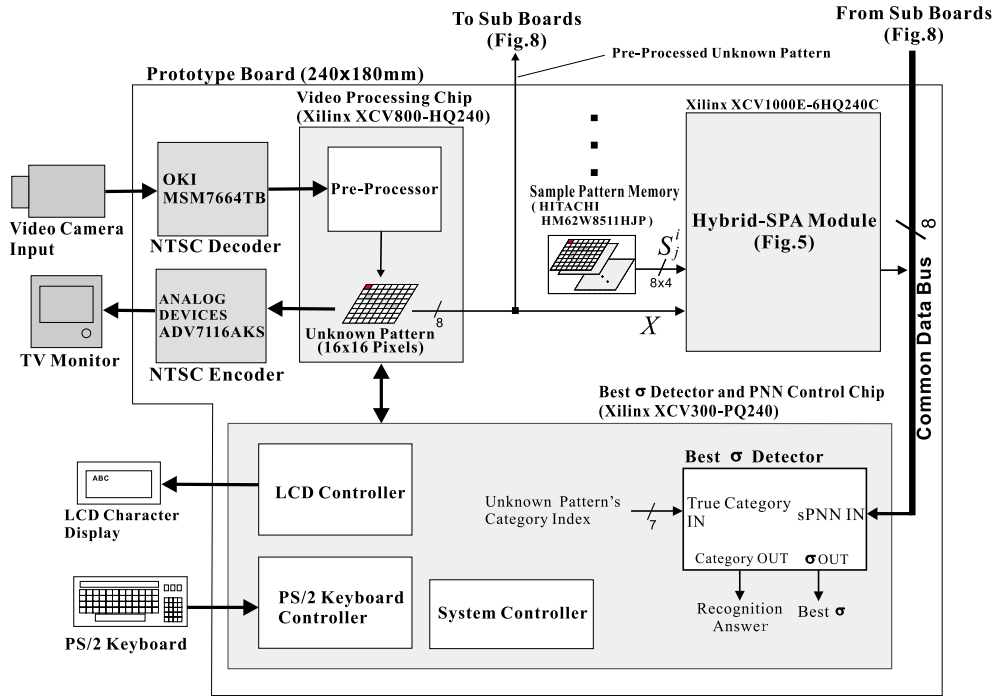 To Sub Boards
(Fig.8)
From Sub Boards
(Fig.8)
Pre-Processed Unknown Pattern
Prototype Board (240x180mm)
Video Processing Chip
(Xilinx XCV800-HQ240)
Xilinx XCV1000E-6HQ240C
OKI
MSM7664TB
Pre-Processor
Video Camera
Input
NTSC Decoder
Sample Pattern Memory
(HITACHI
HM62W8511HJP)
S_j^i
8x4
Hybrid-SPA Module
(Fig.5)
8
Common Data Bus
ANALOG
DEVICES
ADV7116AKS
TV Monitor
NTSC Encoder
Unknown Pattern
(16x16 Pixels)
8
X
Best σ Detector and PNN Control Chip
(Xilinx XCV300-PQ240)
Best σ Detector
ABC
LCD Character
Display
LCD Controller
Unknown Pattern's
Category Index
7
True Category
IN
sPNN IN
Category OUT
σ OUT
Recognition
Answer
Best σ
PS/2 Keyboard
PS/2 Keyboard
Controller
System Controller